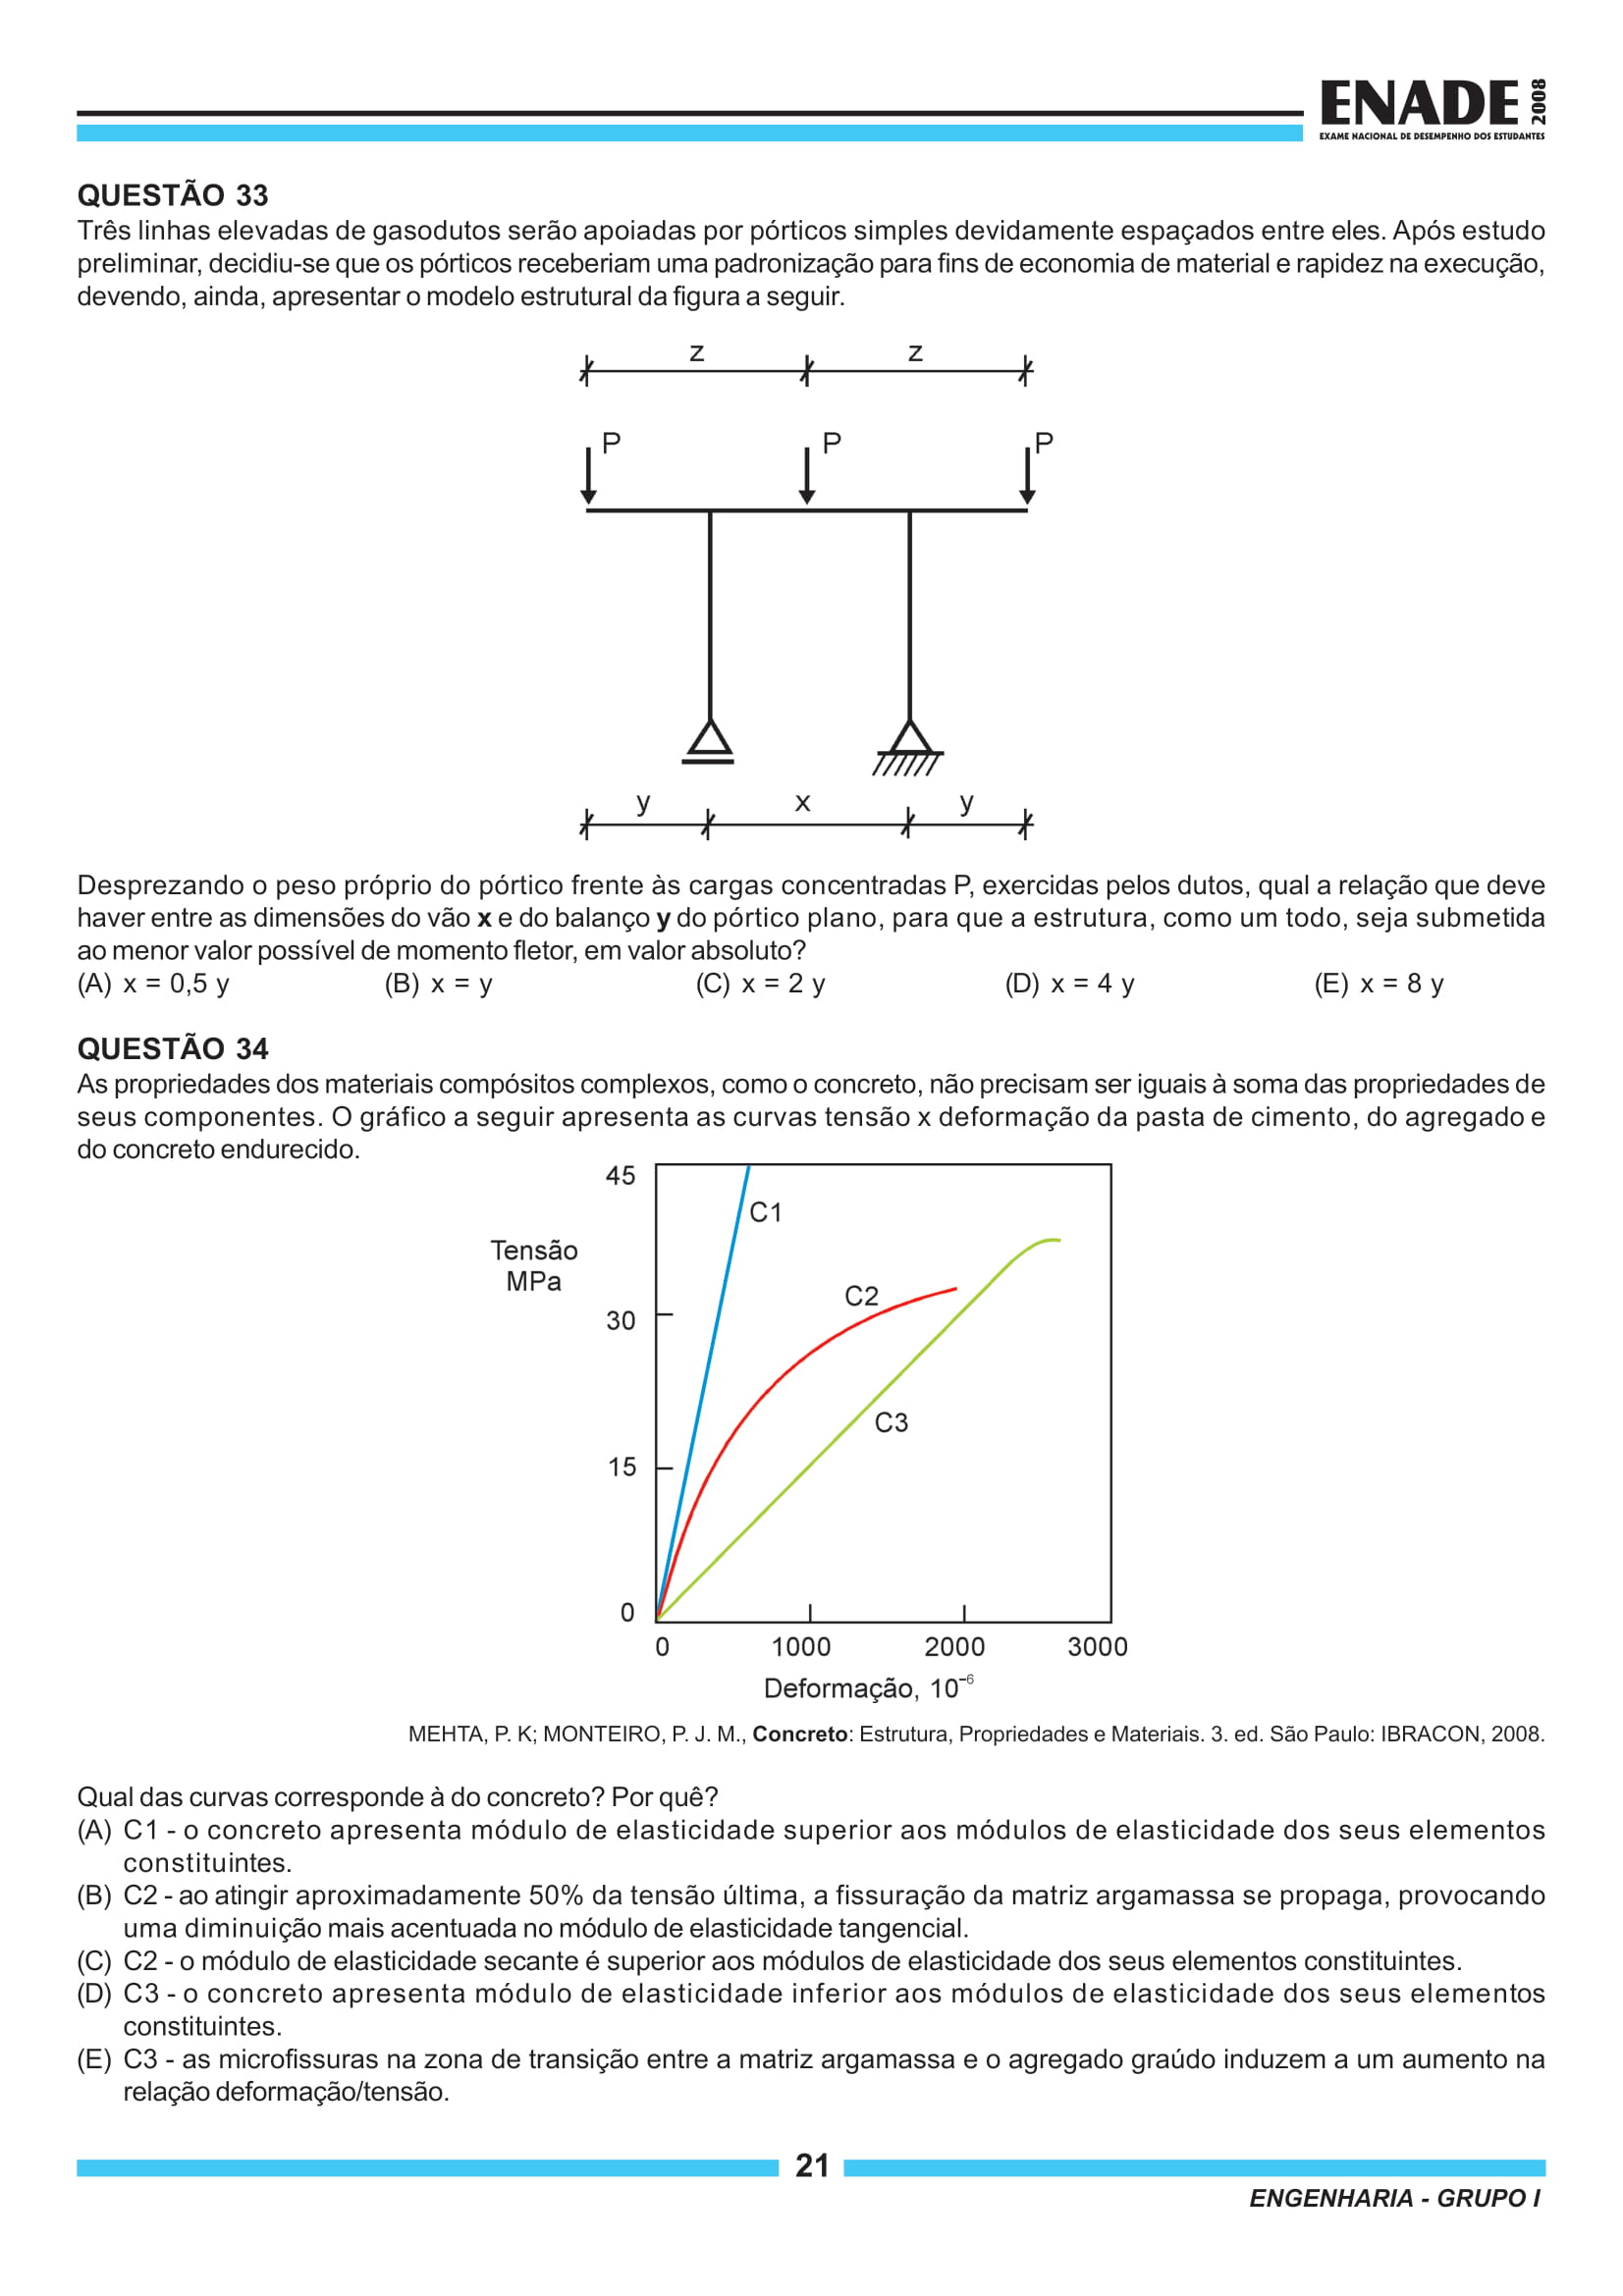 ENADE 2008
EXAME NACIONAL DE DESEMPENHO DOS ESTUDANTES
QUESTÃO 33
Três linhas elevadas de gasodutos serão apoiadas por pórticos simples devidamente espaçados entre eles. Após estudo
preliminar, decidiu-se que os pórticos receberiam uma padronização para fins de economia de material e rapidez na execução,
devendo, ainda, apresentar o modelo estrutural da figura a seguir.
z z
P P P
y x y
Desprezando o peso próprio do pórtico frente às cargas concentradas P, exercidas pelos dutos, qual a relação que deve
haver entre as dimensões do vão x e do balanço y do pórtico plano, para que a estrutura, como um todo, seja submetida
ao menor valor possível de momento fletor, em valor absoluto?
(A) x = 0,5 y (B) x = y (C) x = 2 y (D) x = 4 y (E) x = 8 y
QUESTÃO 34
As propriedades dos materiais compósitos complexos, como o concreto, não precisam ser iguais à soma das propriedades de
seus componentes. O gráfico a seguir apresenta as curvas tensão x deformação da pasta de cimento, do agregado e
do concreto endurecido.
45
C1
Tensão
MPa
C2
30
C3
15
0
0 1000 2000 3000
Deformação, 10⁻⁶
MEHTA, P. K; MONTEIRO, P. J. M., Concreto: Estrutura, Propriedades e Materiais. 3. ed. São Paulo: IBRACON, 2008.
Qual das curvas corresponde à do concreto? Por quê?
(A) C1 - o concreto apresenta módulo de elasticidade superior aos módulos de elasticidade dos seus elementos
constituintes.
(B) C2 - ao atingir aproximadamente 50% da tensão última, a fissuração da matriz argamassa se propaga, provocando
uma diminuição mais acentuada no módulo de elasticidade tangencial.
(C) C2 - o módulo de elasticidade secante é superior aos módulos de elasticidade dos seus elementos constituintes.
(D) C3 - o concreto apresenta módulo de elasticidade inferior aos módulos de elasticidade dos seus elementos
constituintes.
(E) C3 - as microfissuras na zona de transição entre a matriz argamassa e o agregado graúdo induzem a um aumento na
relação deformação/tensão.
21
ENGENHARIA - GRUPO I